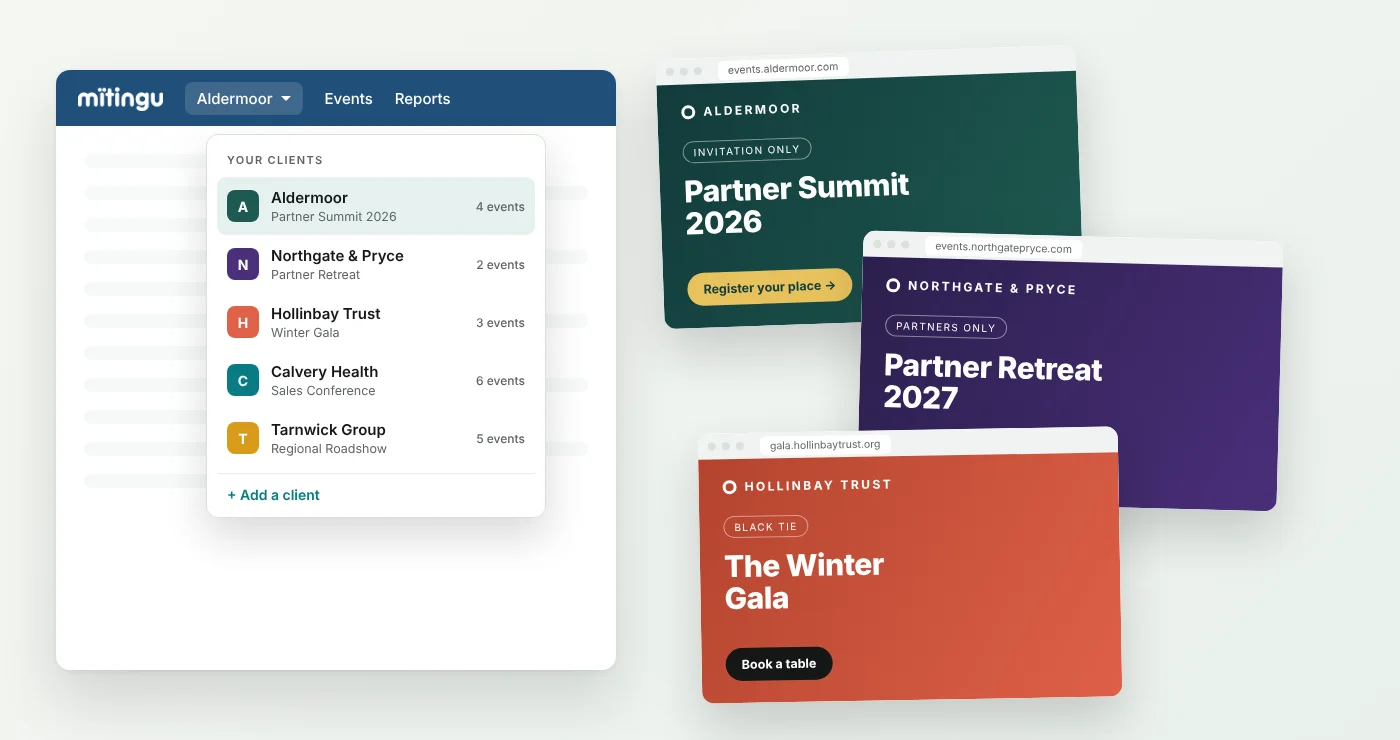 mïtingu
Aldermoor
Events
Reports
YOUR CLIENTS
A
Aldermoor
Partner Summit 2026
4 events
N
Northgate & Pryce
Partner Retreat
2 events
H
Hollinbay Trust
Winter Gala
3 events
C
Calvery Health
Sales Conference
6 events
T
Tarnwick Group
Regional Roadshow
5 events
+ Add a client
events.aldermoor.com
ALDERMOOR
INVITATION ONLY
Partner Summit
2026
Register your place →
events.northgatepryce.com
NORTHGATE & PRYCE
PARTNERS ONLY
Partner Retreat
2027
gala.hollinbaytrust.org
HOLLINBAY TRUST
BLACK TIE
The Winter
Gala
Book a table